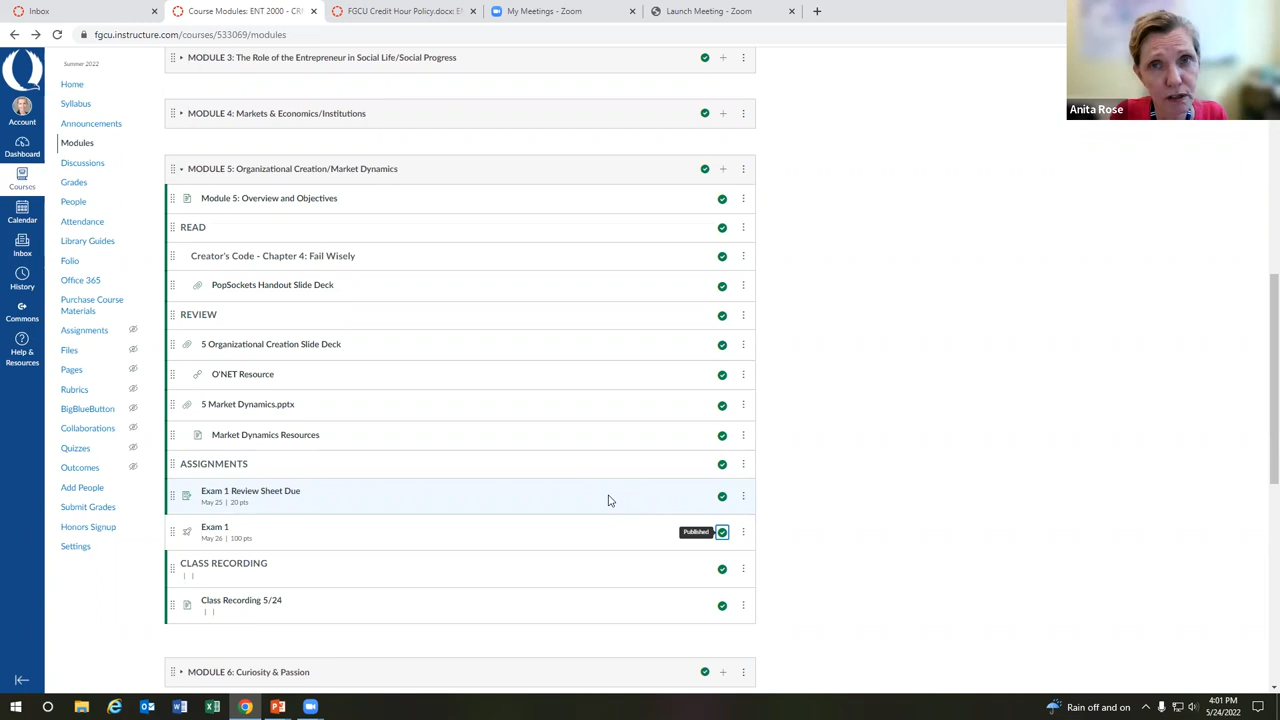 Inbox
Course Modules: ENT 2000 - CRN
FGCU Credit Hour Policy.docx: EN
My Meetings - Zoom
Launch Meeting - Zoom
fgcu.instructure.com/courses/533069/modules
Anita Rose
Account
Dashboard
Courses
Calendar
Inbox
History
Commons
Help &
Resources
Summer 2022
Home
Syllabus
Announcements
Modules
Discussions
Grades
People
Attendance
Library Guides
Folio
Office 365
Purchase Course
Materials
Assignments
Files
Pages
Rubrics
BigBlueButton
Collaborations
Quizzes
Outcomes
Add People
Submit Grades
Honors Signup
Settings
MODULE 3: The Role of the Entrepreneur in Social Life/Social Progress
MODULE 4: Markets & Economics/Institutions
MODULE 5: Organizational Creation/Market Dynamics
Module 5: Overview and Objectives
READ
Creator's Code - Chapter 4: Fail Wisely
PopSockets Handout Slide Deck
REVIEW
5 Organizational Creation Slide Deck
O'NET Resource
5 Market Dynamics.pptx
Market Dynamics Resources
ASSIGNMENTS
Exam 1 Review Sheet Due
May 25 | 20 pts
Exam 1
May 26 | 100 pts
Published
CLASS RECORDING
| |
Class Recording 5/24
| |
MODULE 6: Curiosity & Passion
Rain off and on
4:01 PM
5/24/2022